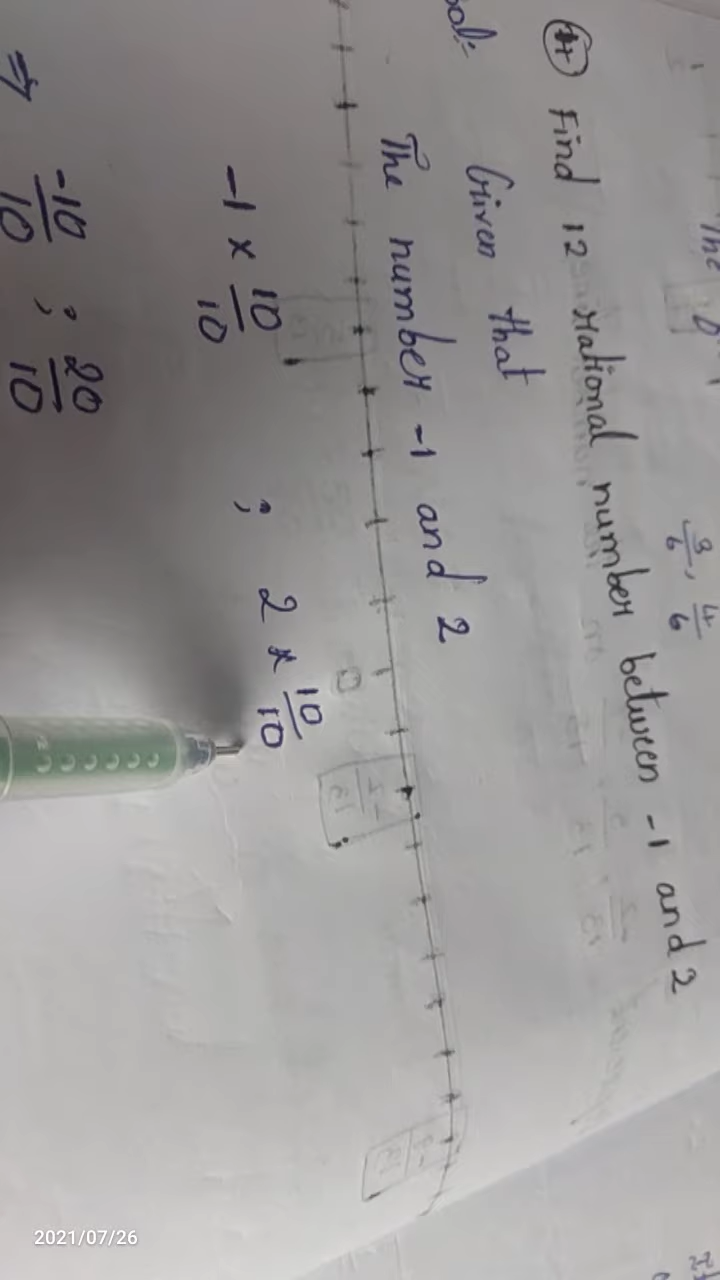 3/6, 4/6
④ Find 12 rational number between -1 and 2
Sol:- Given that
The number -1 and 2
-1 × 10/10 ; 2 × 10/10
⇒ -10/10 ; 20/10
2021/07/26